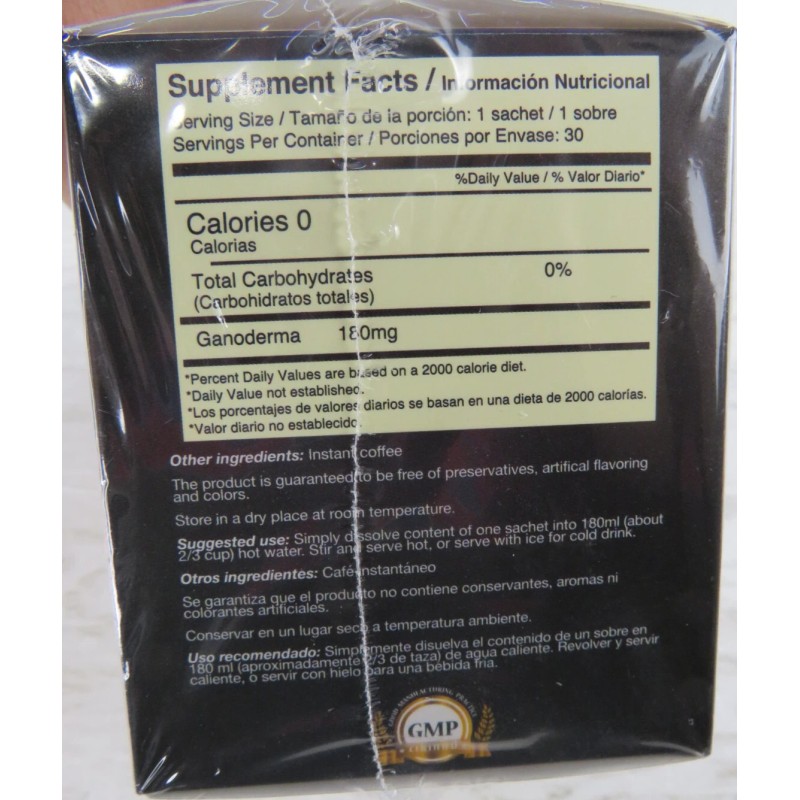 Supplement Facts / Información Nutricional
Serving Size / Tamaño de la porción: 1 sachet / 1 sobre
Servings Per Container / Porciones por Envase: 30
%Daily Value / % Valor Diario*
Calories 0
Calorias
Total Carbohydrates 0%
(Carbohidratos totales)
Ganoderma 180mg
*Percent Daily Values are based on a 2000 calorie diet.
*Daily Value not established.
*Los porcentajes de valores diarios se basan en una dieta de 2000 calorías.
*Valor diario no establecido.
Other ingredients: Instant coffee
The product is guaranteed to be free of preservatives, artifical flavoring
and colors.
Store in a dry place at room temperature.
Suggested use: Simply dissolve content of one sachet into 180ml (about
2/3 cup) hot water. Stir and serve hot, or serve with ice for cold drink.
Otros ingredientes: Café instantáneo
Se garantiza que el producto no contiene conservantes, aromas ni
colorantes artificiales.
Conservar en un lugar seco a temperatura ambiente.
Uso recomendado: Simplemente disuelva el contenido de un sobre en
180 ml (aproximadamente 2/3 de taza) de agua caliente. Revolver y servir
caliente, o servir con hielo para una bebida fria.
GOOD MANUFACTURING PRACTICE
GMP
CERTIFIED